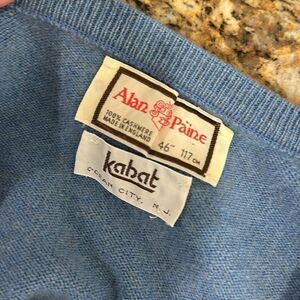 Alan Paine
100% CASHMERE
MADE IN ENGLAND
46" 117 CM
kabat
OCEAN CITY, N.J.